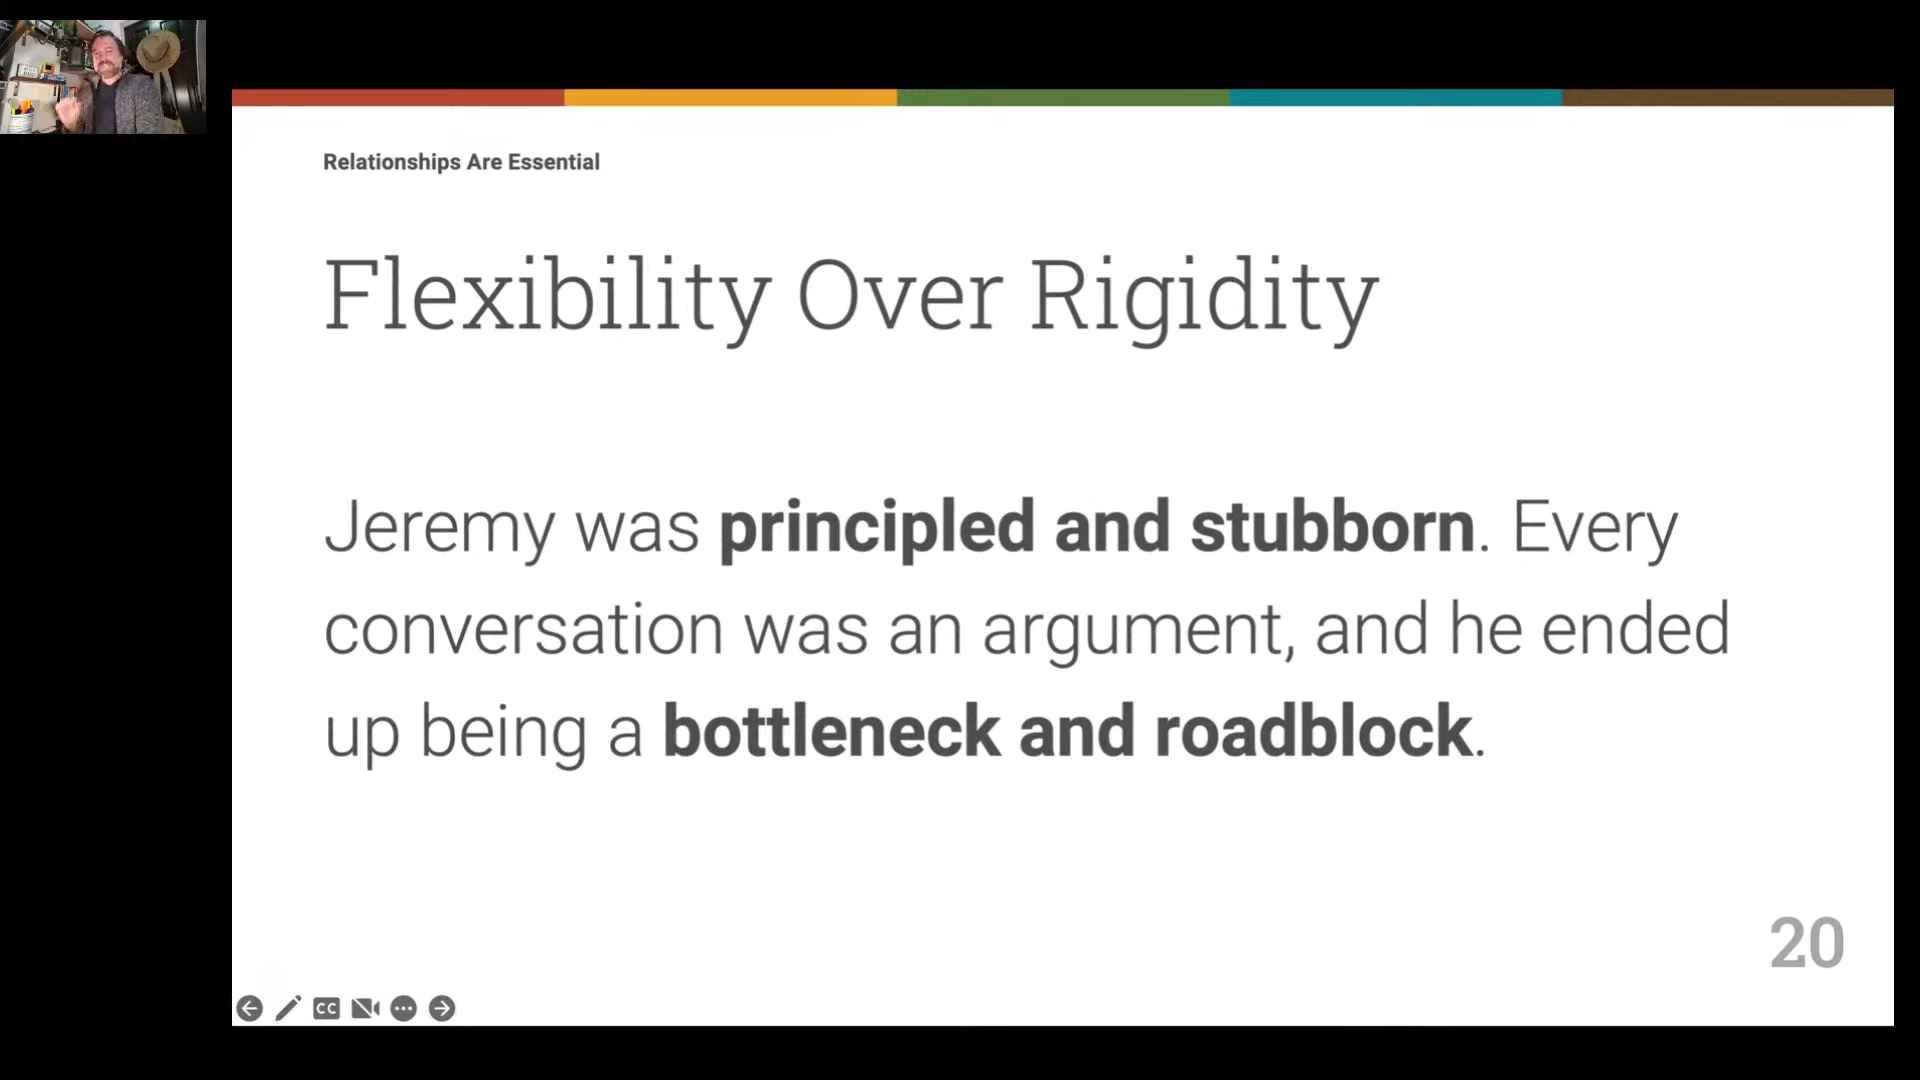 Relationships Are Essential
Flexibility Over Rigidity
Jeremy was principled and stubborn. Every
conversation was an argument, and he ended
up being a bottleneck and roadblock.
20
CC